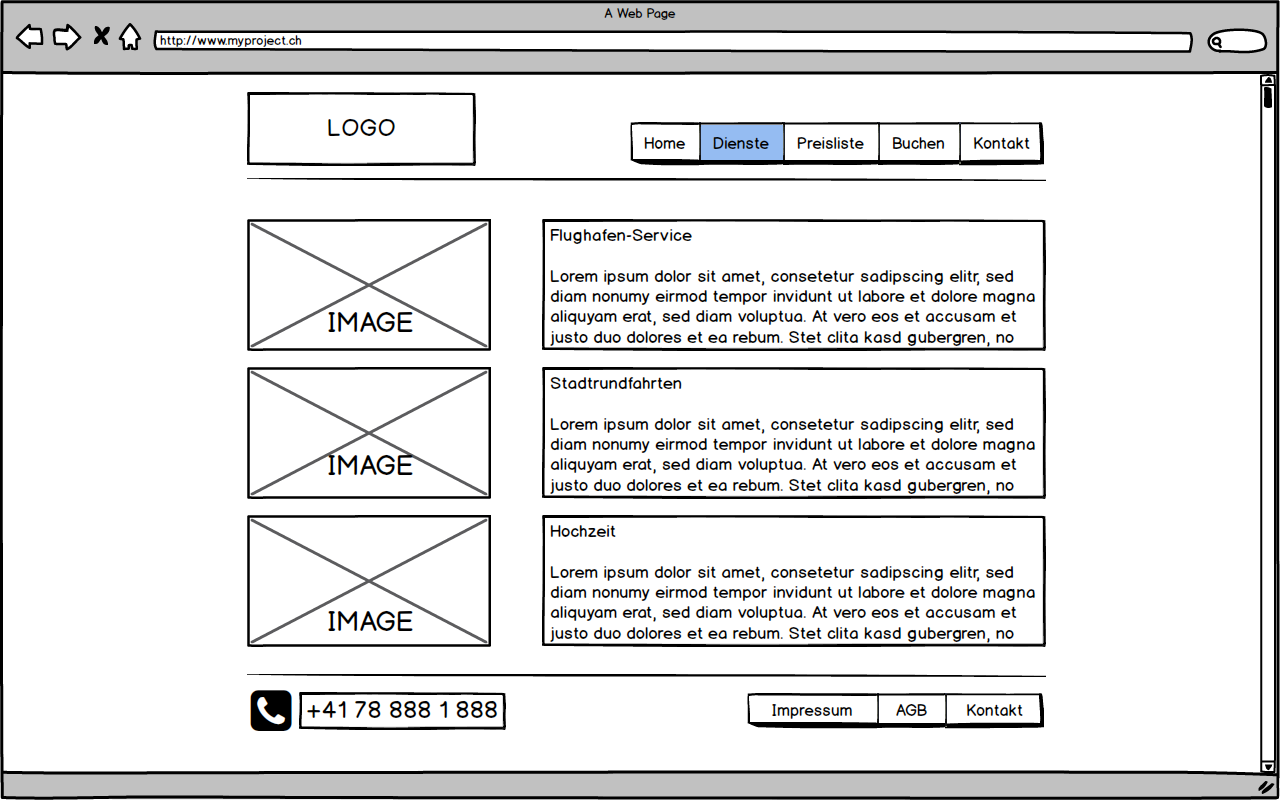 A Web Page
http://www.myproject.ch
LOGO
Home Dienste Preisliste Buchen Kontakt
IMAGE
Flughafen-Service
Lorem ipsum dolor sit amet, consetetur sadipscing elitr, sed
diam nonumy eirmod tempor invidunt ut labore et dolore magna
aliquyam erat, sed diam voluptua. At vero eos et accusam et
justo duo dolores et ea rebum. Stet clita kasd gubergren, no
IMAGE
Stadtrundfahrten
Lorem ipsum dolor sit amet, consetetur sadipscing elitr, sed
diam nonumy eirmod tempor invidunt ut labore et dolore magna
aliquyam erat, sed diam voluptua. At vero eos et accusam et
justo duo dolores et ea rebum. Stet clita kasd gubergren, no
IMAGE
Hochzeit
Lorem ipsum dolor sit amet, consetetur sadipscing elitr, sed
diam nonumy eirmod tempor invidunt ut labore et dolore magna
aliquyam erat, sed diam voluptua. At vero eos et accusam et
justo duo dolores et ea rebum. Stet clita kasd gubergren, no
+41 78 888 1 888
Impressum AGB Kontakt